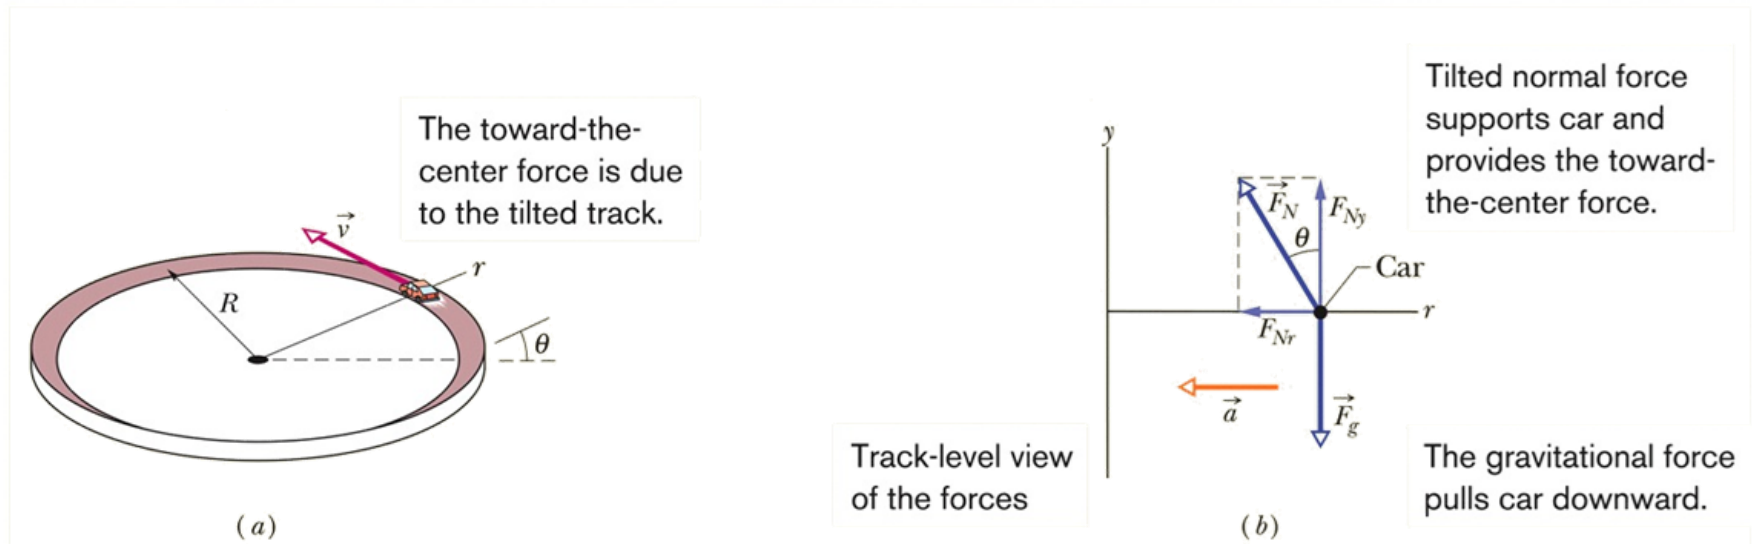 The toward-the-
center force is due
to the tilted track.
v
r
R
θ
(a)
Tilted normal force
supports car and
provides the toward-
the-center force.
y
F_N
F_Ny
θ
Car
r
F_Nr
a
F_g
Track-level view
of the forces
The gravitational force
pulls car downward.
(b)